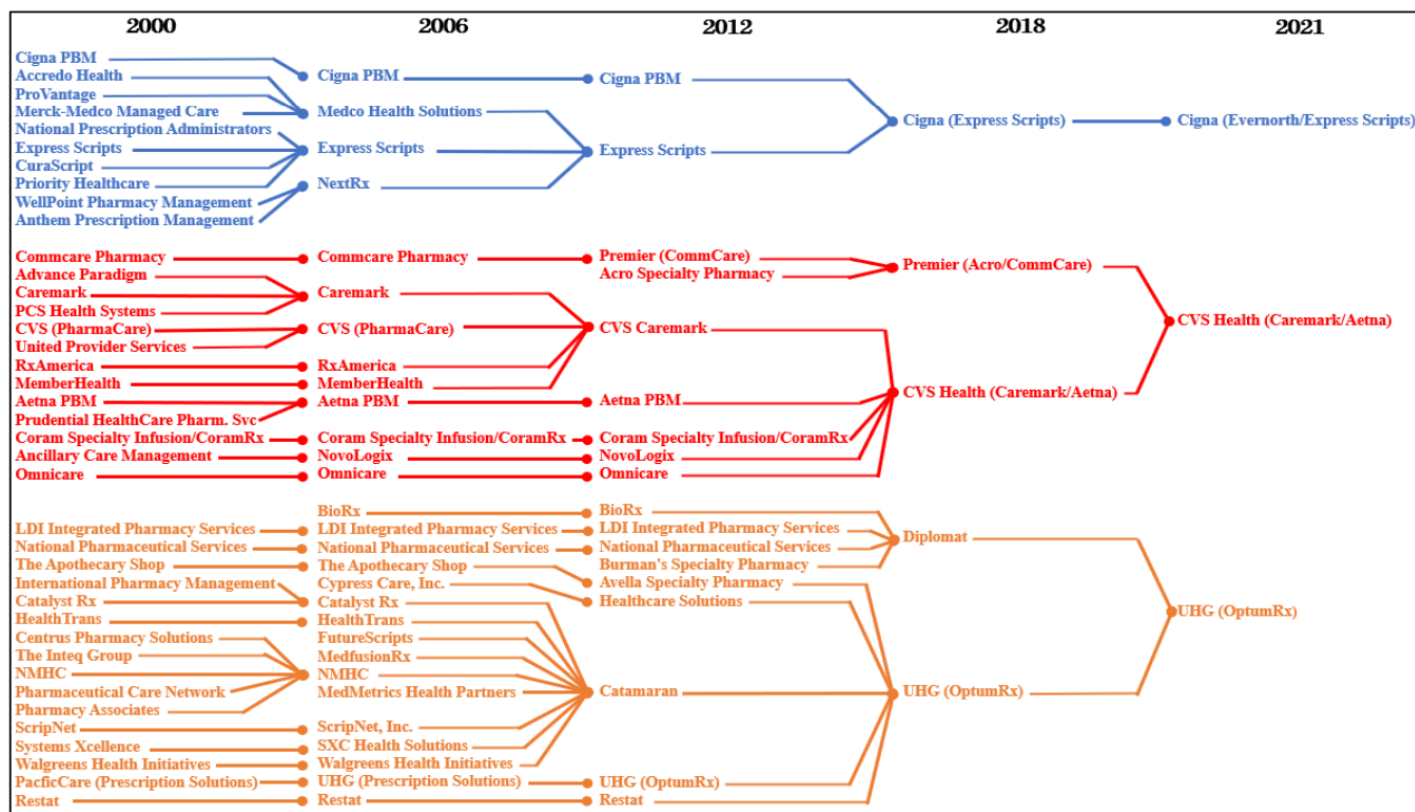 2000 2006 2012 2018 2021
Cigna PBM
Accredo Health
ProVantage
Merck-Medco Managed Care
National Prescription Administrators
Express Scripts
CuraScript
Priority Healthcare
WellPoint Pharmacy Management
Anthem Prescription Management
Cigna PBM
Medco Health Solutions
Express Scripts
NextRx
Cigna PBM
Express Scripts
Cigna (Express Scripts)
Cigna (Evernorth/Express Scripts)
Commcare Pharmacy
Advance Paradigm
Caremark
PCS Health Systems
CVS (PharmaCare)
United Provider Services
RxAmerica
MemberHealth
Aetna PBM
Prudential HealthCare Pharm. Svc
Coram Specialty Infusion/CoramRx
Ancillary Care Management
Omnicare
Commcare Pharmacy
Caremark
CVS (PharmaCare)
RxAmerica
MemberHealth
Aetna PBM
Coram Specialty Infusion/CoramRx
NovoLogix
Omnicare
Premier (CommCare)
Acro Specialty Pharmacy
CVS Caremark
Aetna PBM
Coram Specialty Infusion/CoramRx
NovoLogix
Omnicare
Premier (Acro/CommCare)
CVS Health (Caremark/Aetna)
CVS Health (Caremark/Aetna)
LDI Integrated Pharmacy Services
National Pharmaceutical Services
The Apothecary Shop
International Pharmacy Management
Catalyst Rx
HealthTrans
Centrus Pharmacy Solutions
The Inteq Group
NMHC
Pharmaceutical Care Network
Pharmacy Associates
ScripNet
Systems Xcellence
Walgreens Health Initiatives
PacficCare (Prescription Solutions)
Restat
BioRx
LDI Integrated Pharmacy Services
National Pharmaceutical Services
The Apothecary Shop
Cypress Care, Inc.
Catalyst Rx
HealthTrans
FutureScripts
MedfusionRx
NMHC
MedMetrics Health Partners
ScripNet, Inc.
SXC Health Solutions
Walgreens Health Initiatives
UHG (Prescription Solutions)
Restat
BioRx
LDI Integrated Pharmacy Services
National Pharmaceutical Services
Burman's Specialty Pharmacy
Avella Specialty Pharmacy
Healthcare Solutions
Catamaran
UHG (OptumRx)
Restat
Diplomat
UHG (OptumRx)
UHG (OptumRx)